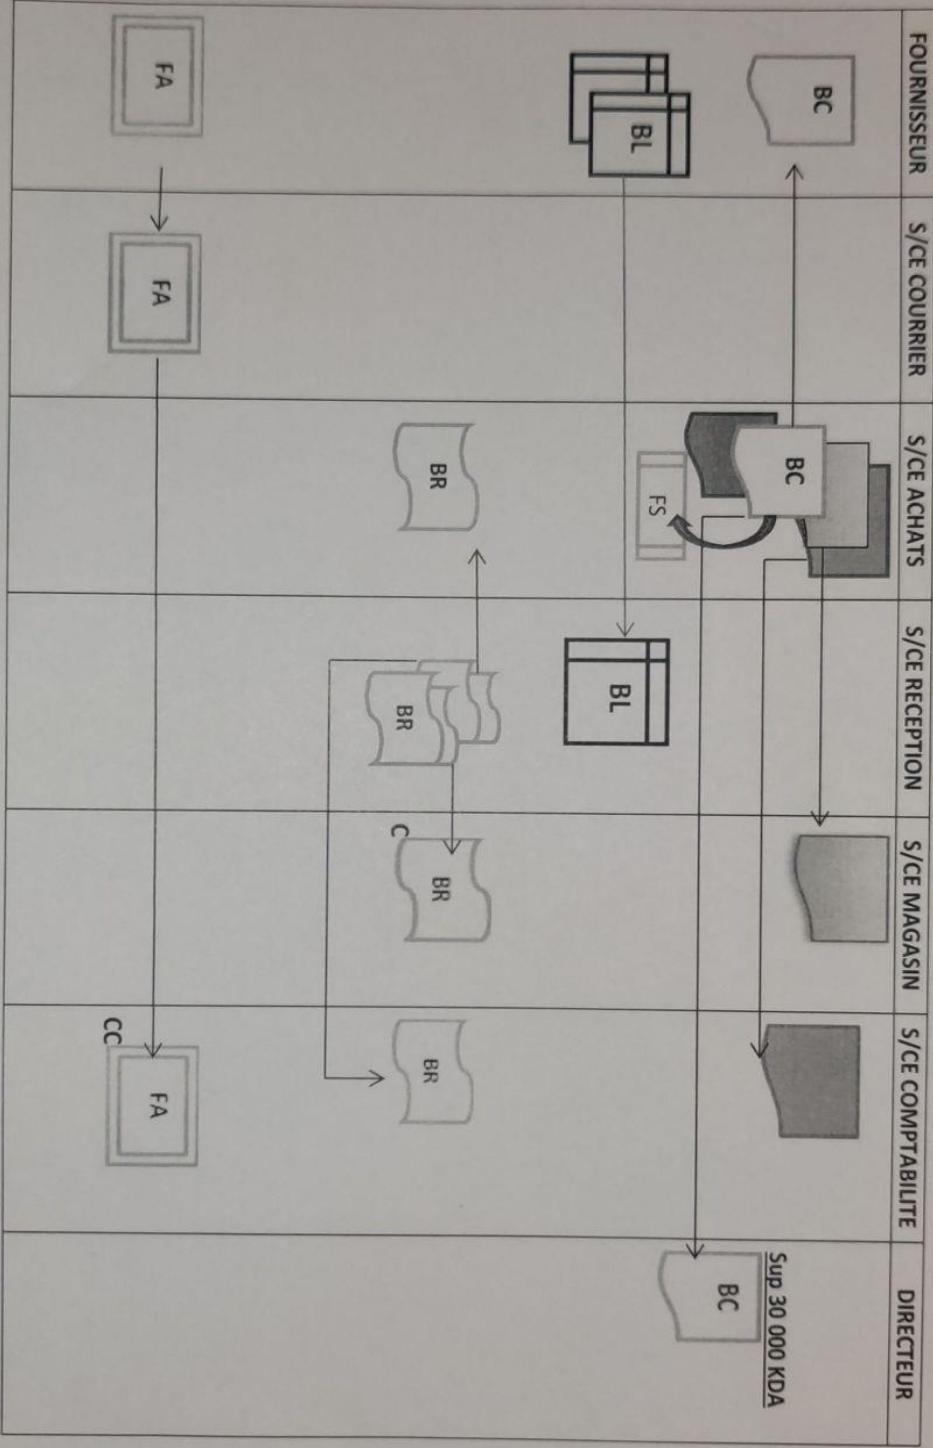 FOURNISSEUR
S/CE COURRIER
S/CE ACHATS
S/CE RECEPTION
S/CE MAGASIN
S/CE COMPTABILITE
DIRECTEUR
BC
BC
Sup 30 000 KDA
BC
BL
FS
BL
BR
BR
C
BR
BR
FA
FA
CC
FA